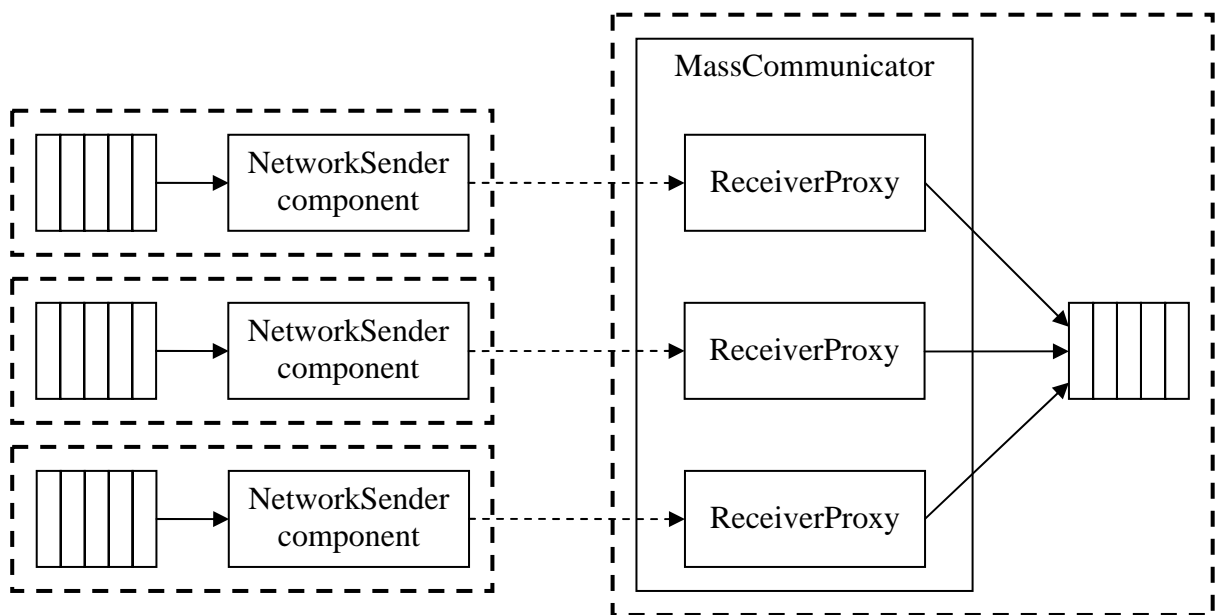 MassCommunicator
NetworkSender
component
ReceiverProxy
NetworkSender
component
ReceiverProxy
NetworkSender
component
ReceiverProxy